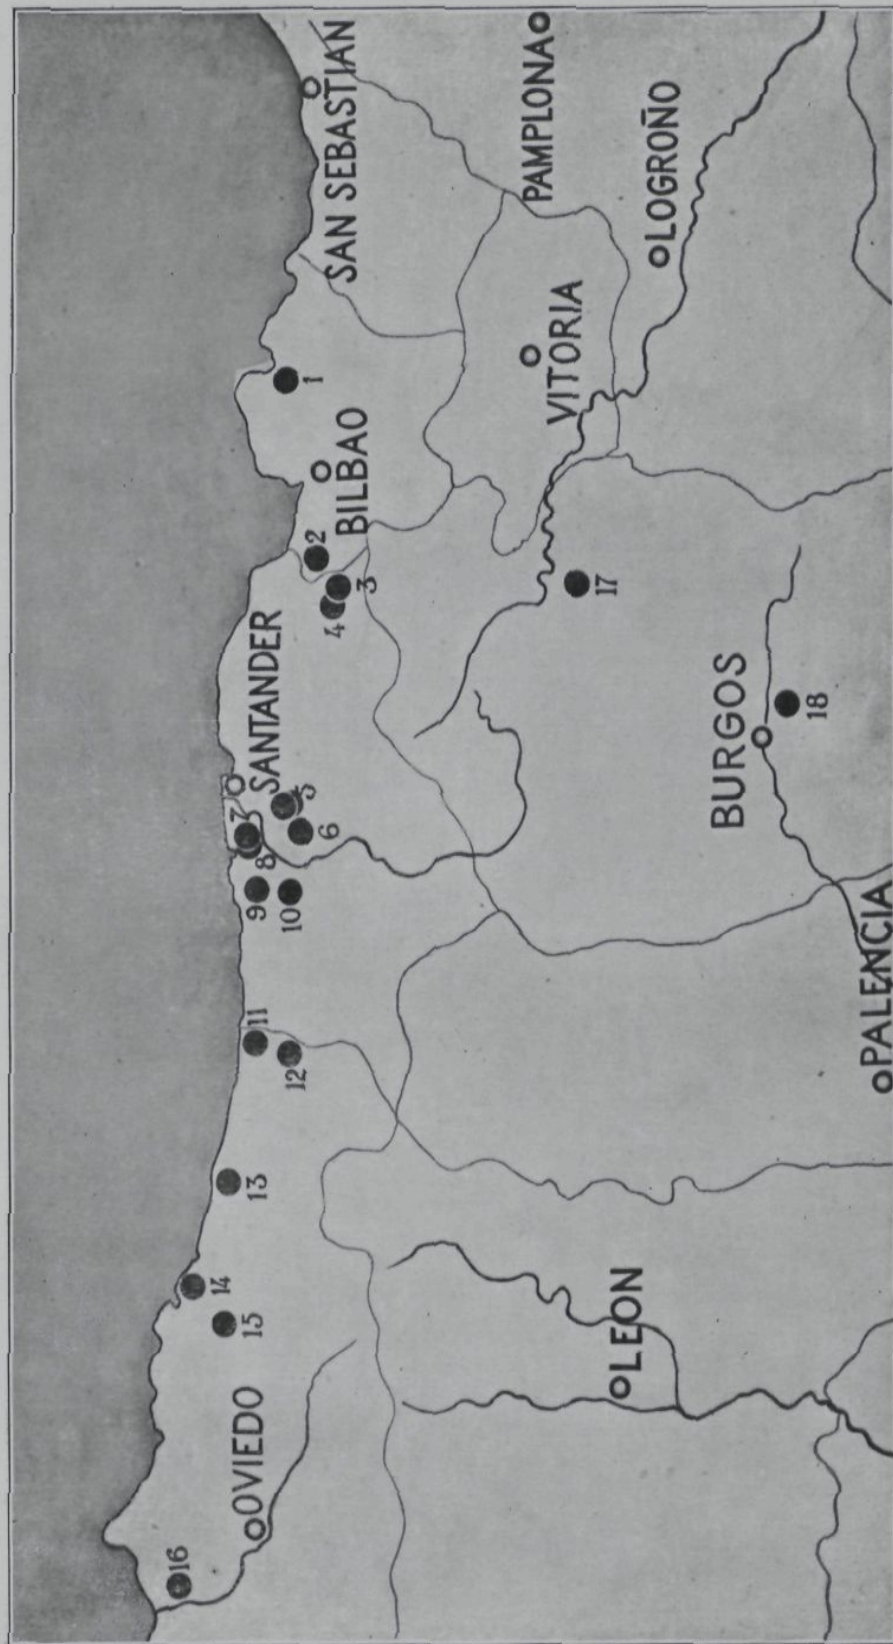 SAN SEBASTIAN
PAMPLONA
LOGROÑO
VITORIA
1
BILBAO
2
3
4
SANTANDER
5
6
7
8
9
10
11
12
13
14
15
16
OVIEDO
LEON
PALENCIA
BURGOS
17
18